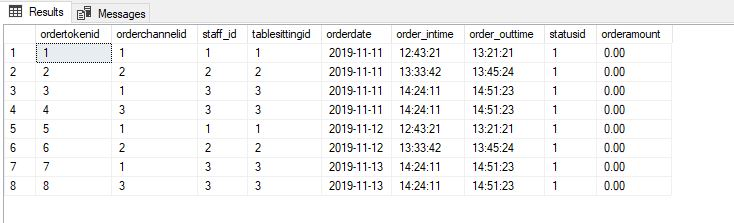 Results Messages
ordertokenid orderchannelid staff_id tablesittingid orderdate order_intime order_outtime statusid orderamount
1 1 1 1 1 2019-11-11 12:43:21 13:21:21 1 0.00
2 2 2 2 2 2019-11-11 13:33:42 13:45:24 1 0.00
3 3 1 3 3 2019-11-11 14:24:11 14:51:23 1 0.00
4 4 3 3 3 2019-11-11 14:24:11 14:51:23 1 0.00
5 5 1 1 1 2019-11-12 12:43:21 13:21:21 1 0.00
6 6 2 2 2 2019-11-12 13:33:42 13:45:24 1 0.00
7 7 1 3 3 2019-11-13 14:24:11 14:51:23 1 0.00
8 8 3 3 3 2019-11-13 14:24:11 14:51:23 1 0.00